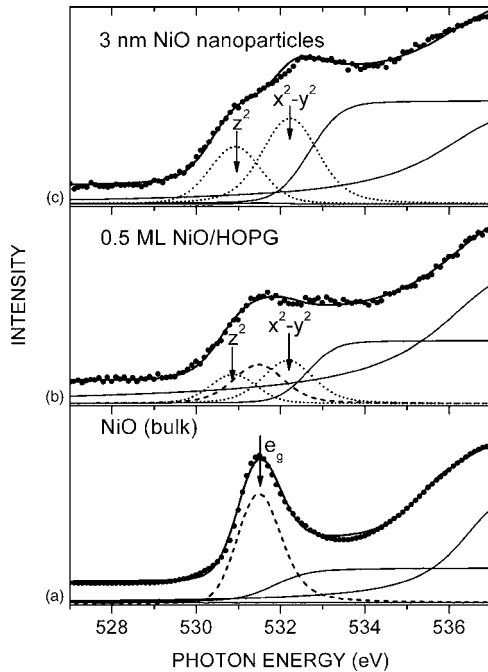 3 nm NiO nanoparticles
z² x²-y²
(c)
0.5 ML NiO/HOPG
z² x²-y²
(b)
NiO (bulk)
e_g
(a)
INTENSITY
528 530 532 534 536
PHOTON ENERGY (eV)